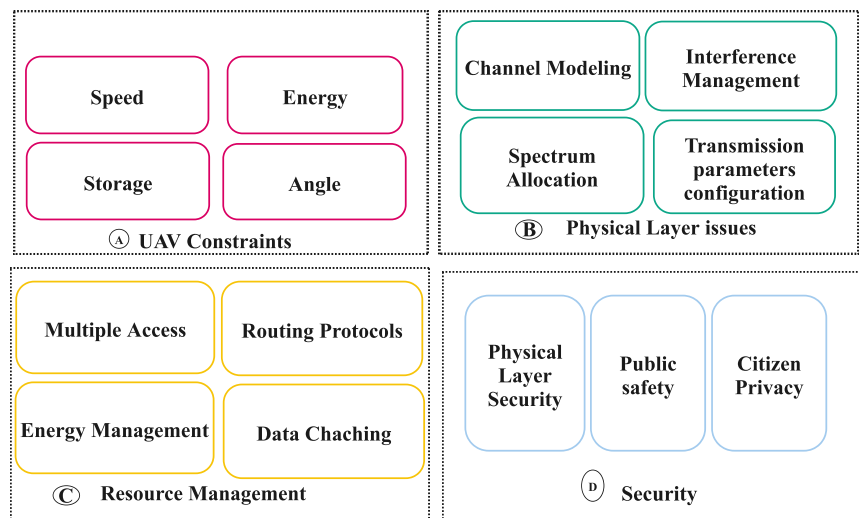 Speed
Energy
Storage
Angle
A UAV Constraints
Channel Modeling
Interference
Management
Spectrum
Allocation
Transmission
parameters
configuration
B Physical Layer issues
Multiple Access
Routing Protocols
Energy Management
Data Chaching
C Resource Management
Physical
Layer
Security
Public
safety
Citizen
Privacy
D Security